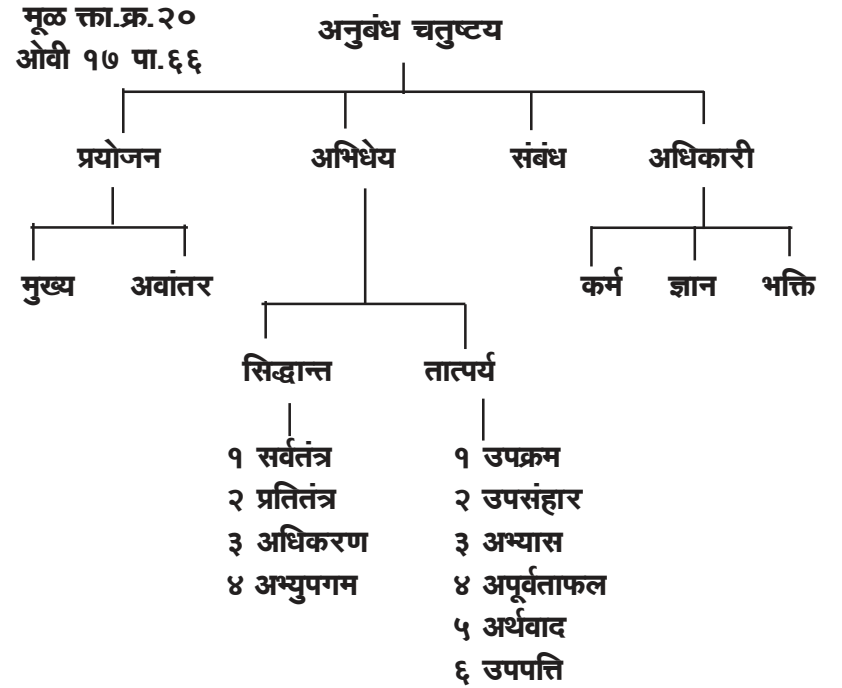 मूळ क्ता.क्र.२०
ओवी १७ पा.६६
अनुबंध चतुष्टय
प्रयोजन अभिधेय संबंध अधिकारी
मुख्य अवांतर कर्म ज्ञान भक्ति
सिद्धान्त तात्पर्य
१ सर्वतंत्र
२ प्रतितंत्र
३ अधिकरण
४ अभ्युपगम
१ उपक्रम
२ उपसंहार
३ अभ्यास
४ अपूर्वताफल
५ अर्थवाद
६ उपपत्ति